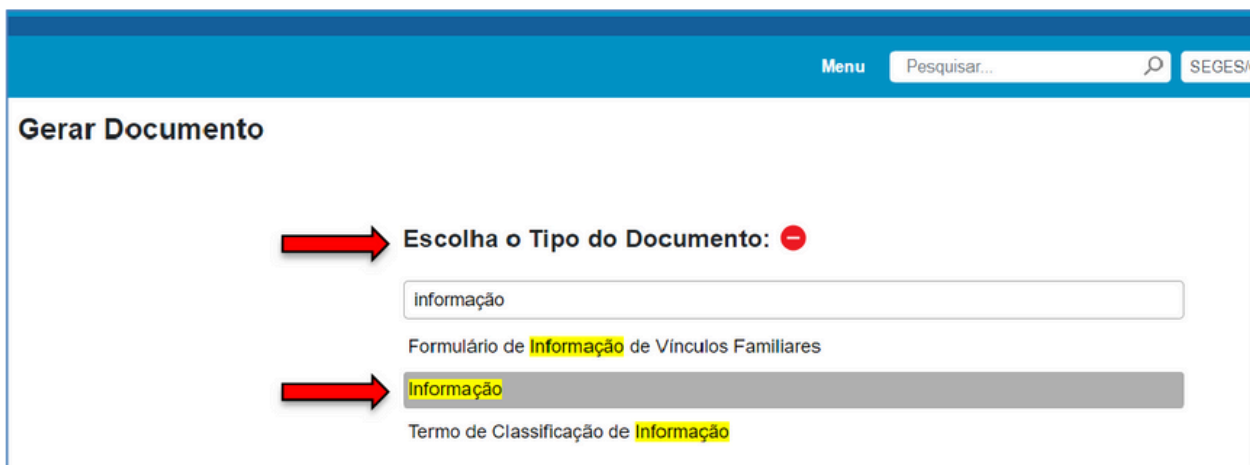 Menu Pesquisar... SEGES/
Gerar Documento
Escolha o Tipo do Documento:
informação
Formulário de Informação de Vínculos Familiares
Informação
Termo de Classificação de Informação